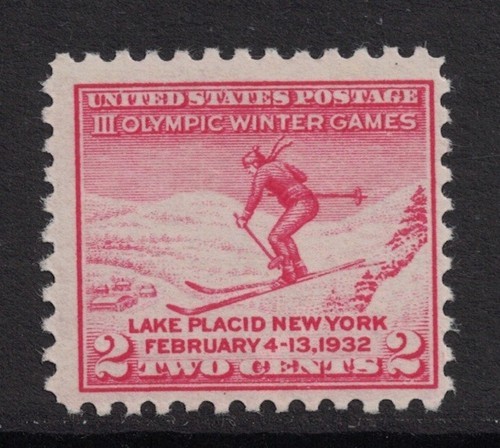 UNITED STATES POSTAGE
III OLYMPIC WINTER GAMES
LAKE PLACID NEW YORK
FEBRUARY 4-13, 1932
2 TWO CENTS 2